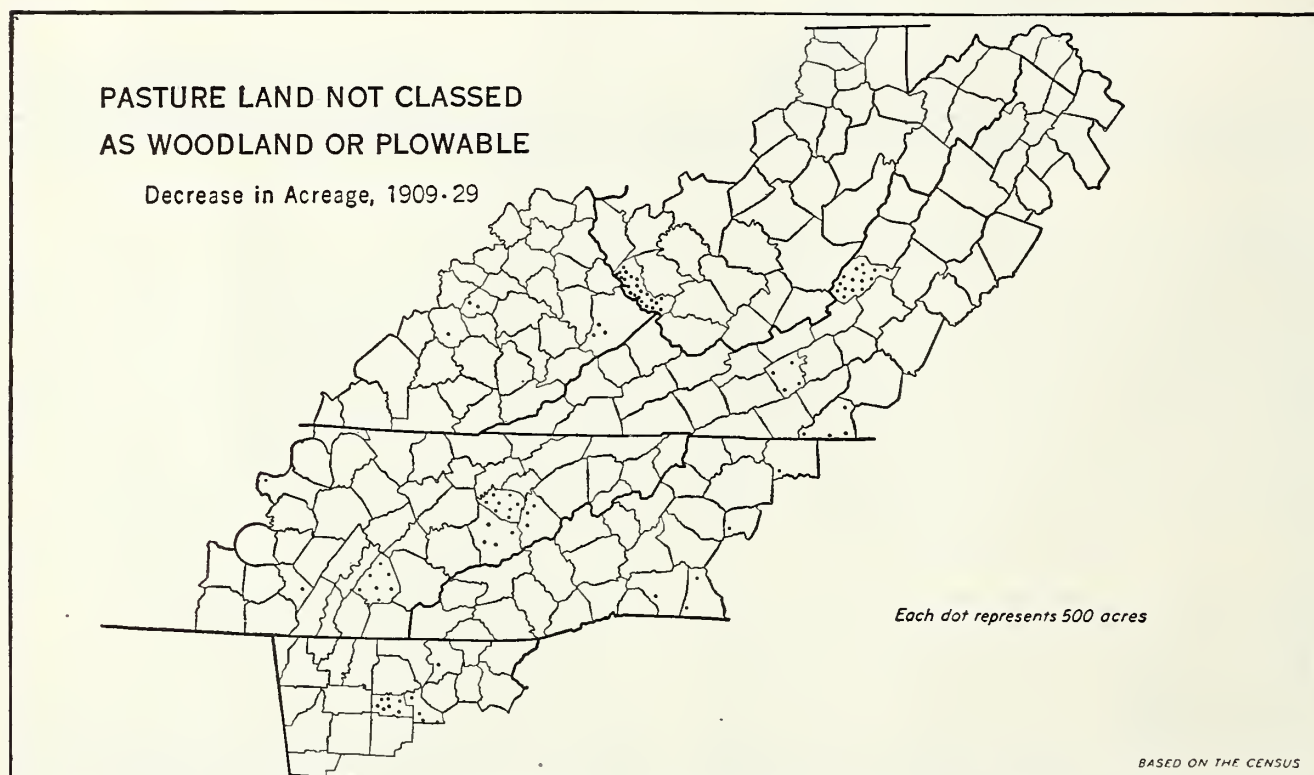 PASTURE LAND NOT CLASSED
AS WOODLAND OR PLOWABLE
Decrease in Acreage, 1909-29
Each dot represents 500 acres
BASED ON THE CENSUS